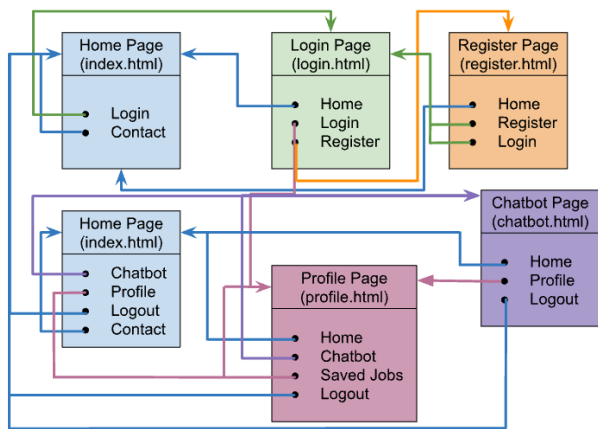 Home Page
(index.html)
Login
Contact
Login Page
(login.html)
Home
Login
Register
Register Page
(register.html)
Home
Register
Login
Home Page
(index.html)
Chatbot
Profile
Logout
Contact
Profile Page
(profile.html)
Home
Chatbot
Saved Jobs
Logout
Chatbot Page
(chatbot.html)
Home
Profile
Logout